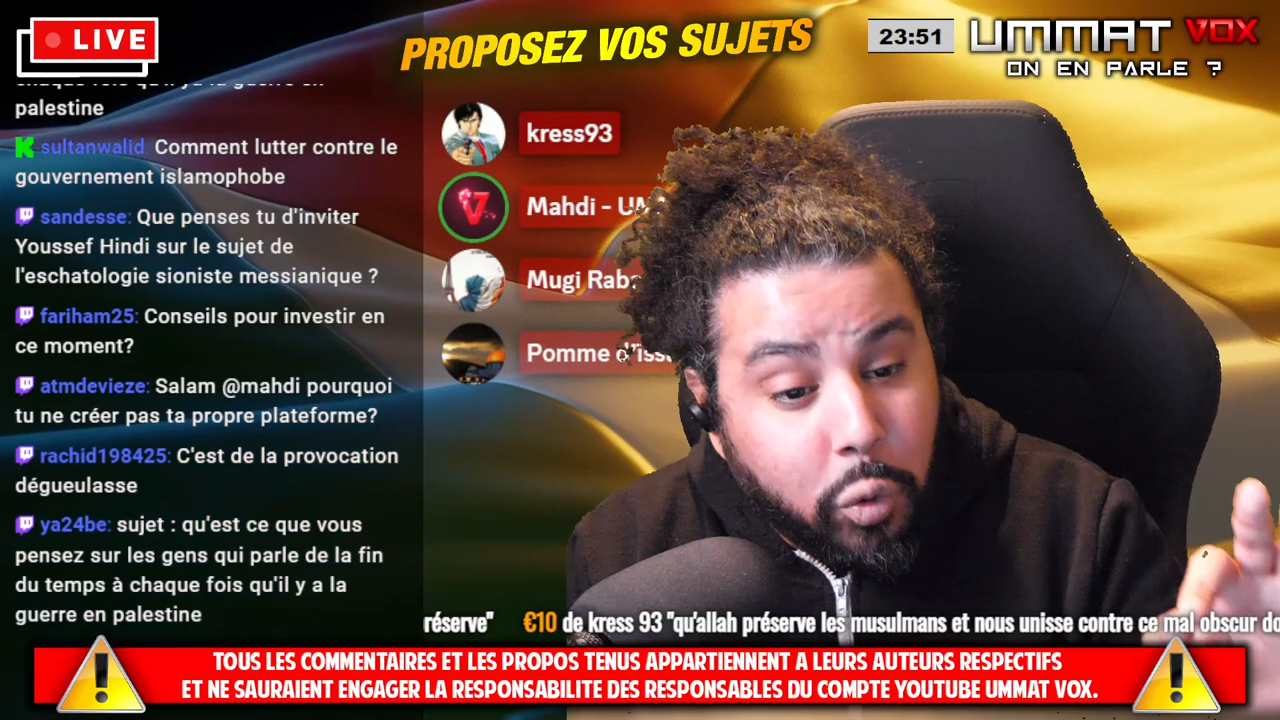 LIVE
PROPOSEZ VOS SUJETS
23:51
UMMAT VOX
ON EN PARLE ?
palestine
sultanwalid Comment lutter contre le
gouvernement islamophobe
sandesse: Que penses tu d'inviter
Youssef Hindi sur le sujet de
l'eschatologie sioniste messianique ?
fariham25: Conseils pour investir en
ce moment?
atmdevieze: Salam @mahdi pourquoi
tu ne créer pas ta propre plateforme?
rachid198425: C'est de la provocation
dégueulasse
ya24be: sujet : qu'est ce que vous
pensez sur les gens qui parle de la fin
du temps à chaque fois qu'il y a la
guerre en palestine
kress93
Mahdi -
Mugi
Pomme
réserve" €10 de kress 93 "qu'allah préserve les musulmans et nous unisse contre ce mal obscur
TOUS LES COMMENTAIRES ET LES PROPOS TENUS APPARTIENNENT A LEURS AUTEURS RESPECTIFS
ET NE SAURAIENT ENGAGER LA RESPONSABILITE DES RESPONSABLES DU COMPTE YOUTUBE UMMAT VOX.